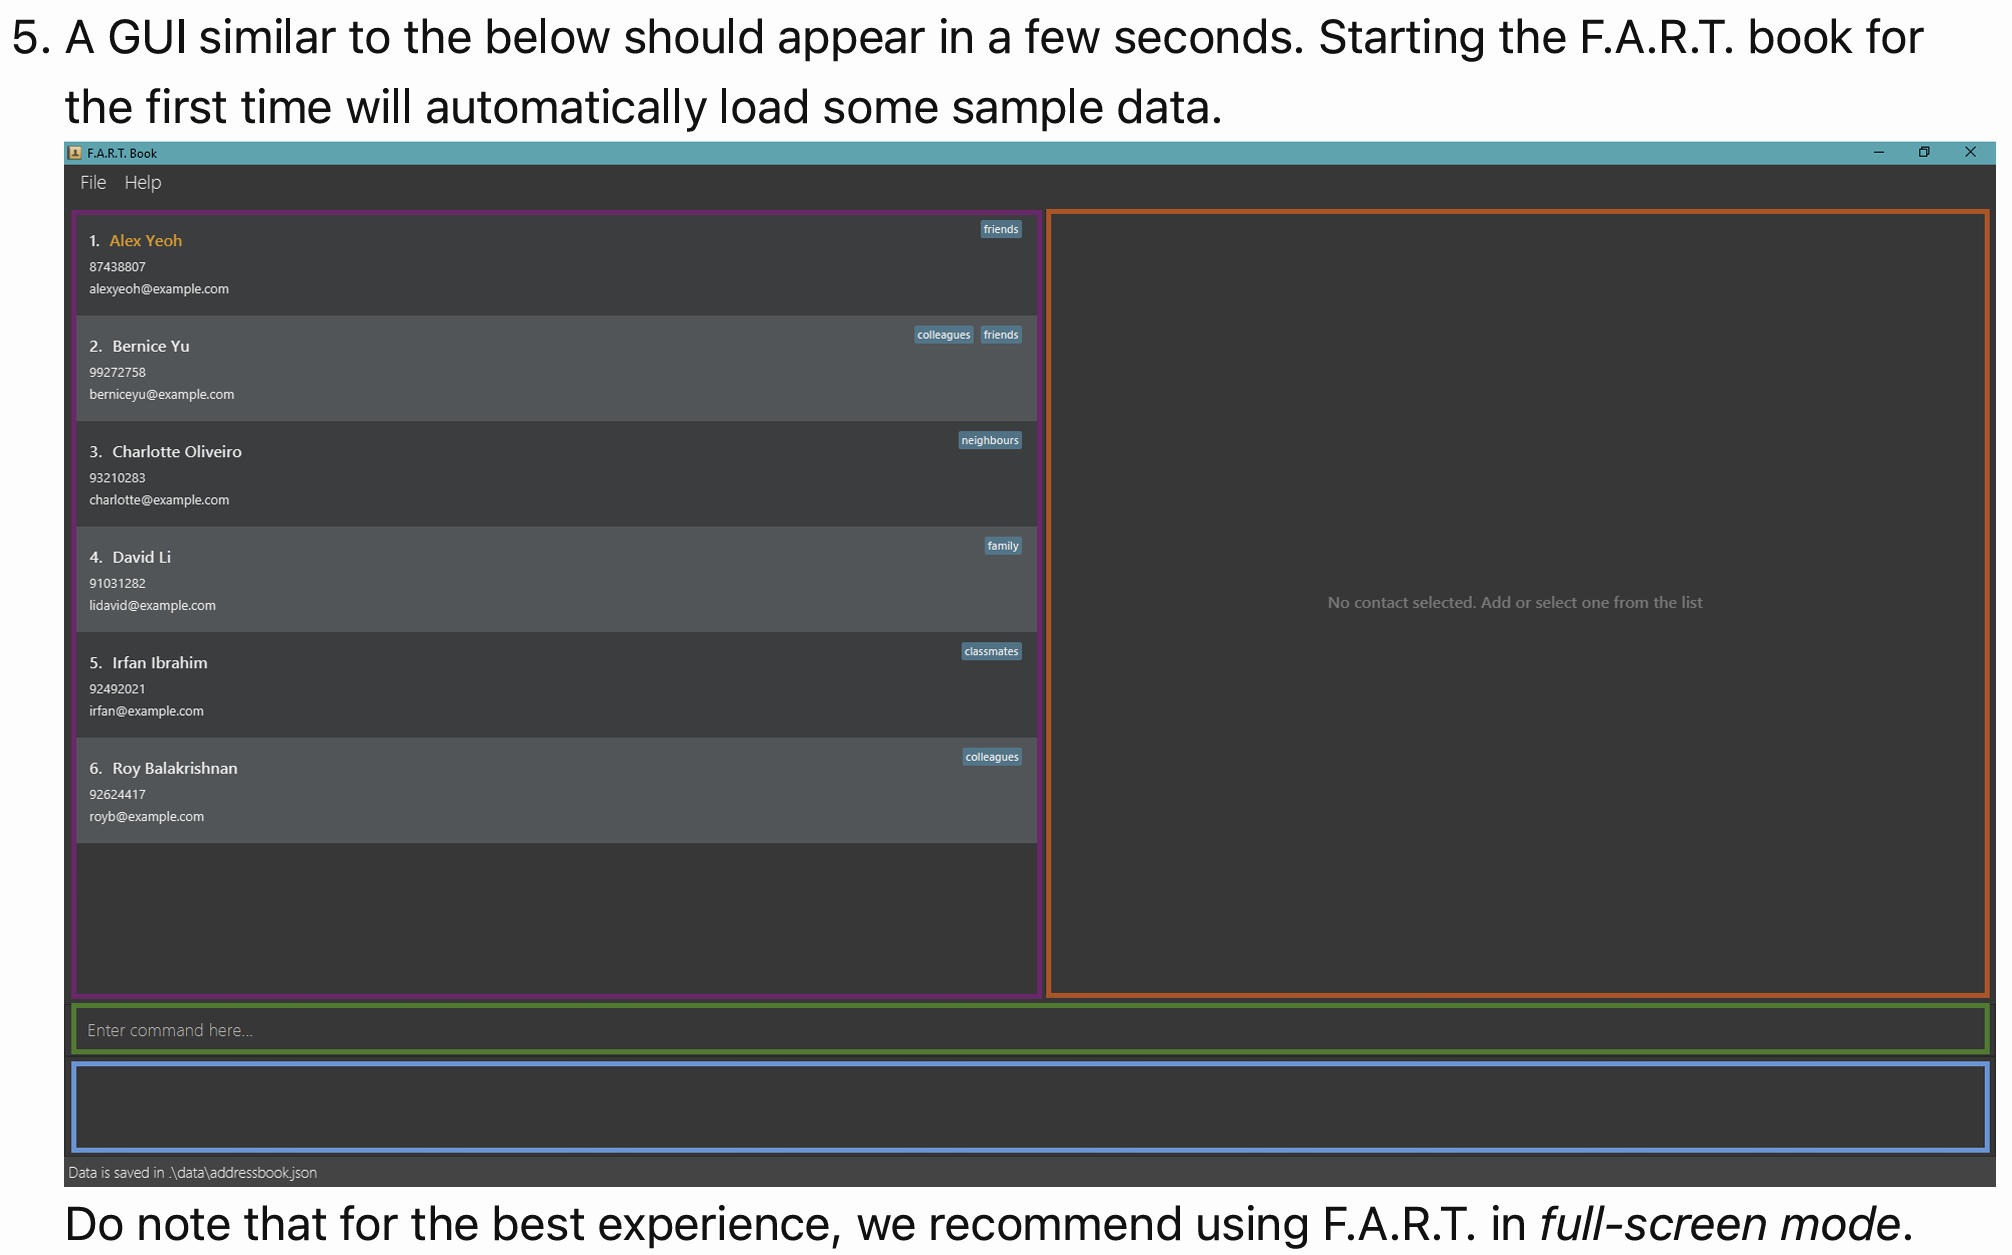 5. A GUI similar to the below should appear in a few seconds. Starting the F.A.R.T. book for
the first time will automatically load some sample data.
F.A.R.T. Book
File Help
1. Alex Yeoh
friends
87438807
alexyeoh@example.com
2. Bernice Yu
colleagues friends
99272758
berniceyu@example.com
3. Charlotte Oliveiro
neighbours
93210283
charlotte@example.com
4. David Li
family
91031282
lidavid@example.com
5. Irfan Ibrahim
classmates
92492021
irfan@example.com
6. Roy Balakrishnan
colleagues
92624417
royb@example.com
No contact selected. Add or select one from the list
Enter command here...
Data is saved in .\data\addressbook.json
Do note that for the best experience, we recommend using F.A.R.T. in full-screen mode.